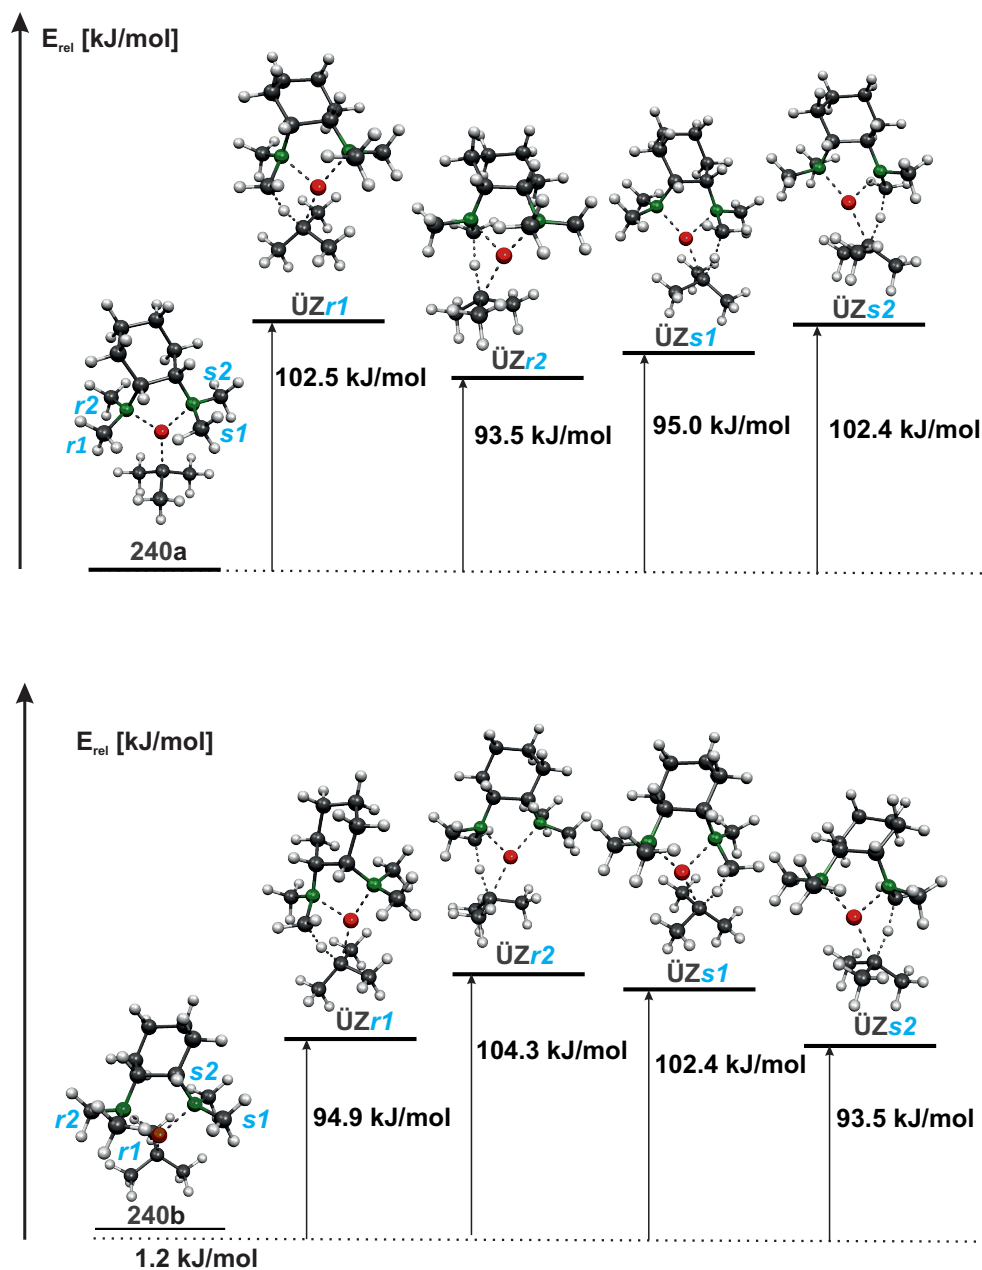 E_rel [kJ/mol]
ÜZr1
ÜZr2
ÜZs1
ÜZs2
102.5 kJ/mol
93.5 kJ/mol
95.0 kJ/mol
102.4 kJ/mol
s2
r2
r1
s1
240a
E_rel [kJ/mol]
ÜZr1
ÜZr2
ÜZs1
ÜZs2
94.9 kJ/mol
104.3 kJ/mol
102.4 kJ/mol
93.5 kJ/mol
s2
r2
s1
r1
240b
1.2 kJ/mol